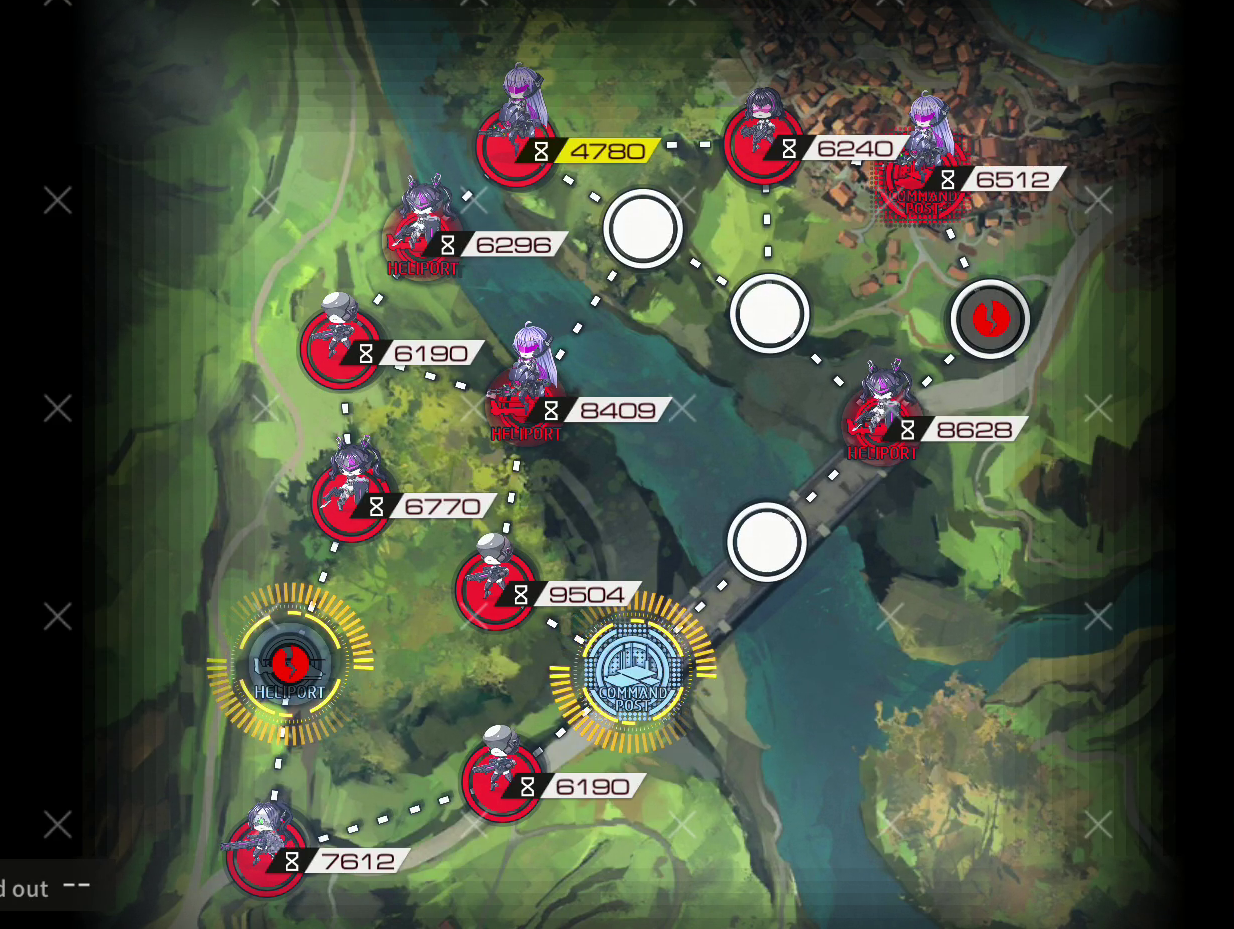 4780
6240
6512
COMMAND
POST
6296
HELIPORT
6190
8409
HELIPORT
8628
HELIPORT
6770
9504
HELIPORT
COMMAND
POST
6190
7612
d out --